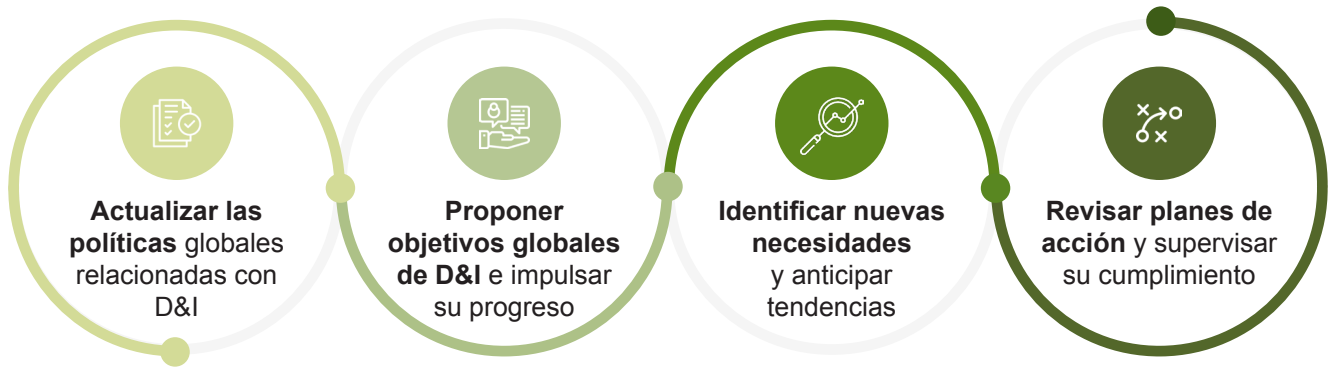 Actualizar las
políticas globales
relacionadas con
D&I
Proponer
objetivos globales
de D&I e impulsar
su progreso
Identificar nuevas
necesidades
y anticipar
tendencias
Revisar planes de
acción y supervisar
su cumplimiento